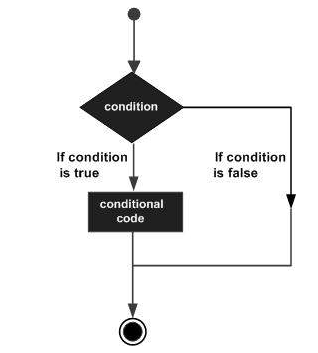 condition
If condition
is true
If condition
is false
conditional
code